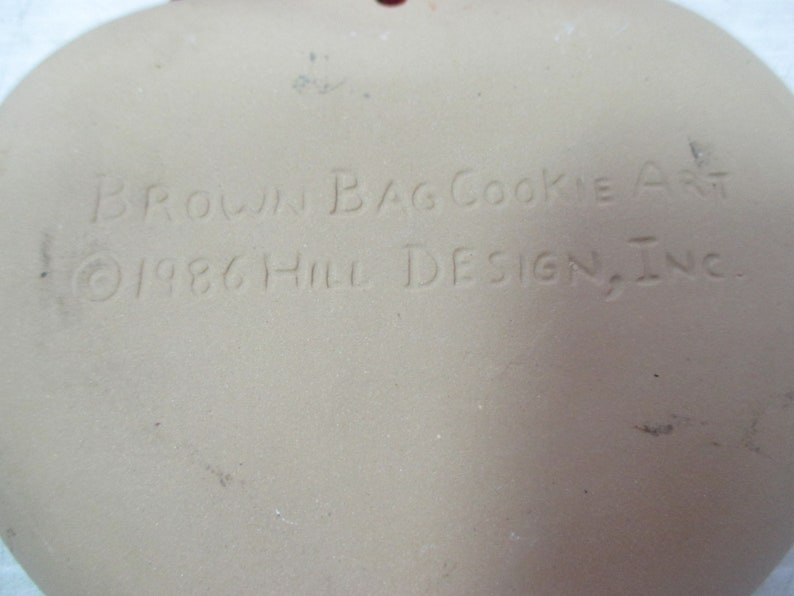 BROWN BAG COOKIE ART
©1986 HILL DESIGN, INC.